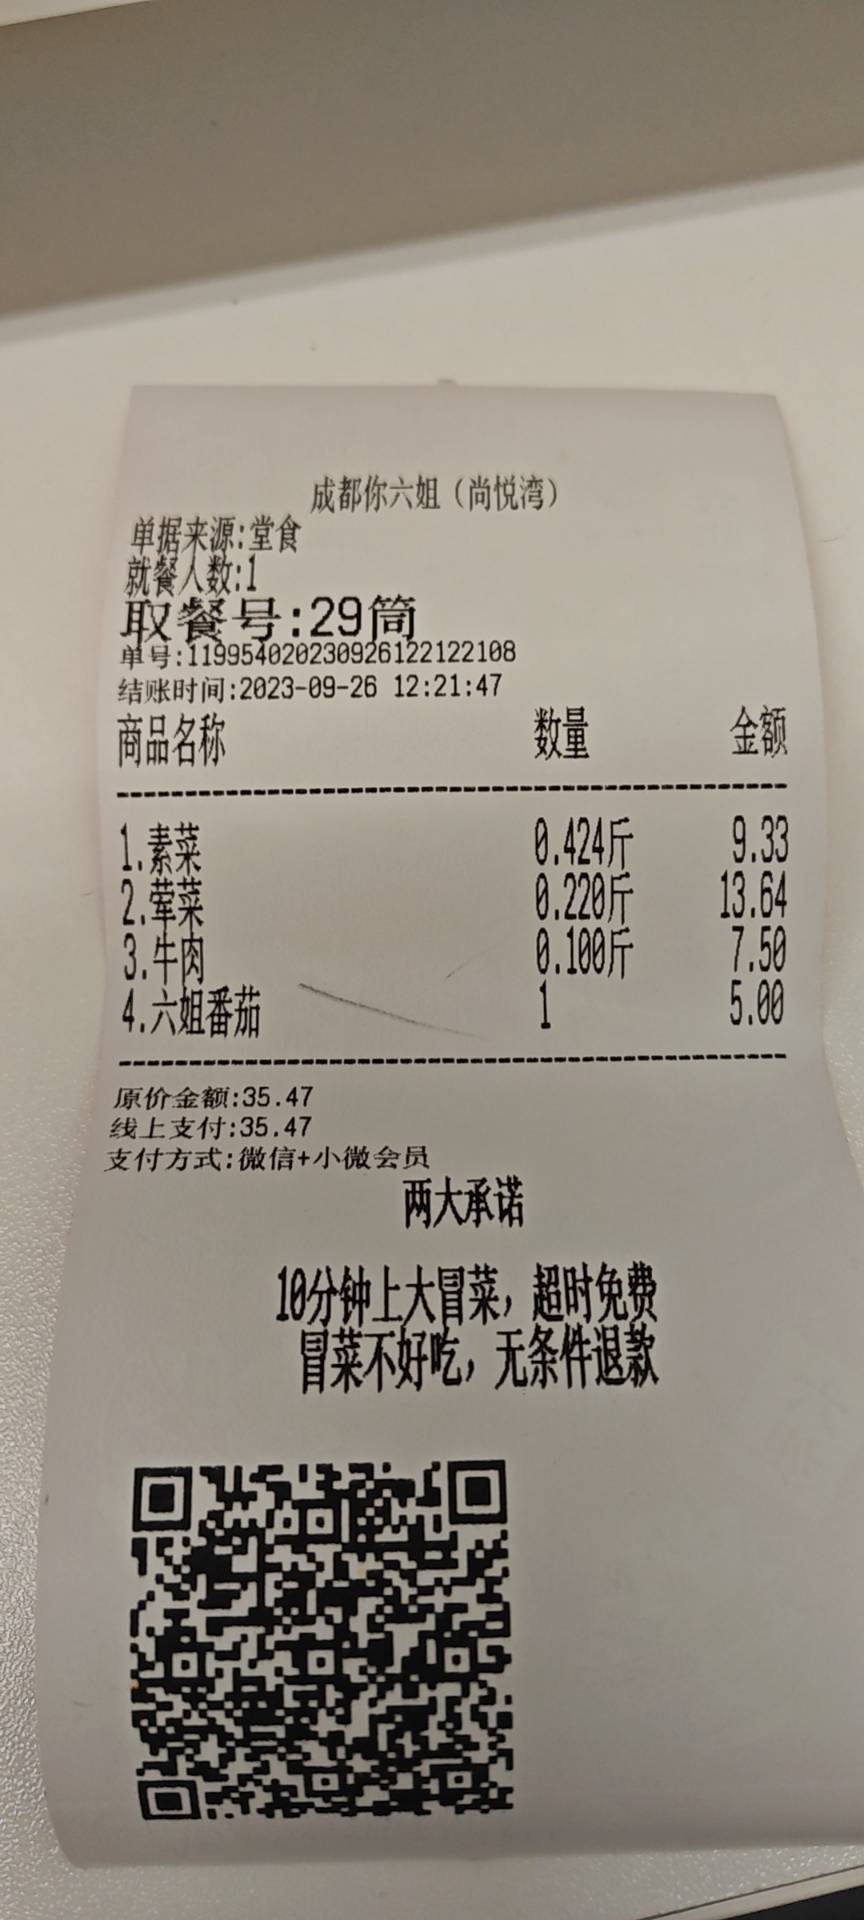 成都你六姐（尚悦湾）
单据来源:堂食
就餐人数:1
取餐号:29筒
单号:119954020230926122122108
结账时间:2023-09-26 12:21:47
商品名称 数量 金额
1.素菜 0.424斤 9.33
2.荤菜 0.220斤 13.64
3.牛肉 0.100斤 7.50
4.六姐番茄 1 5.00
原价金额:35.47
线上支付:35.47
支付方式:微信+小微会员
两大承诺
10分钟上大冒菜，超时免费
冒菜不好吃，无条件退款